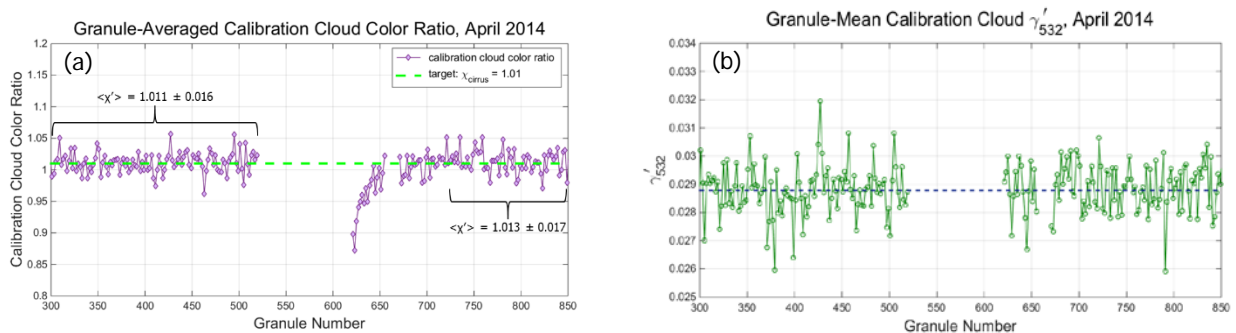 Granule-Averaged Calibration Cloud Color Ratio, April 2014
(a)
calibration cloud color ratio
target: χcirrus = 1.01
<χ'> = 1.011 ± 0.016
<χ'> = 1.013 ± 0.017
Calibration Cloud Color Ratio
1.2
1.15
1.1
1.05
1
0.95
0.9
0.85
0.8
300 350 400 450 500 550 600 650 700 750 800 850
Granule Number
Granule-Mean Calibration Cloud γ′532, April 2014
(b)
γ′532
0.034
0.033
0.032
0.031
0.03
0.029
0.028
0.027
0.026
0.025
300 350 400 450 500 550 600 650 700 750 800 850
Granule Number